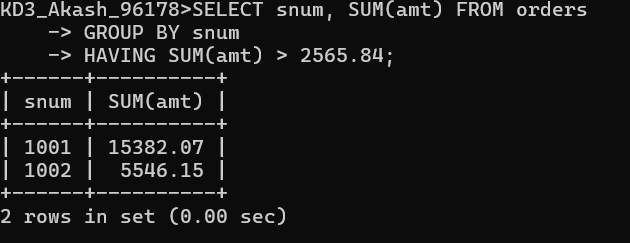 KD3_Akash_96178>SELECT snum, SUM(amt) FROM orders
    -> GROUP BY snum
    -> HAVING SUM(amt) > 2565.84;
+------+----------+
| snum | SUM(amt) |
+------+----------+
| 1001 | 15382.07 |
| 1002 |  5546.15 |
+------+----------+
2 rows in set (0.00 sec)